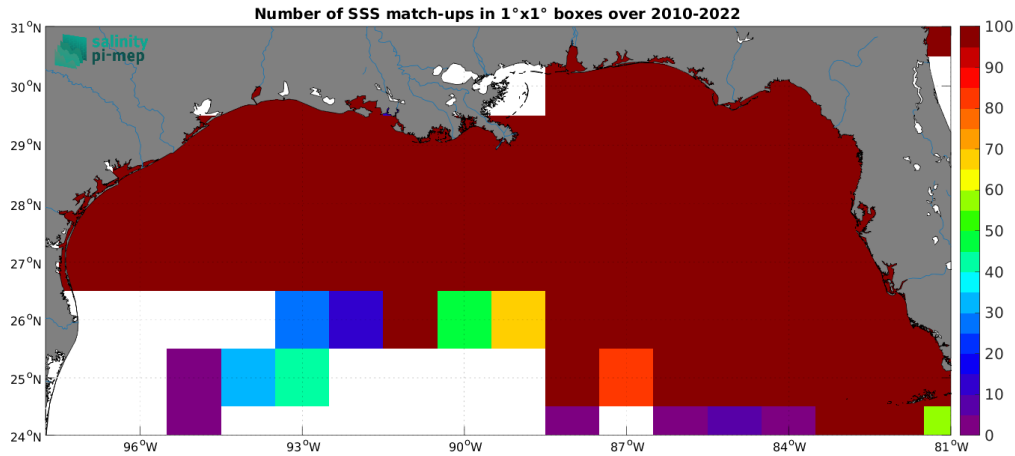 Number of SSS match-ups in 1°x1° boxes over 2010-2022
salinity
pi-mep
31°N
30°N
29°N
28°N
27°N
26°N
25°N
24°N
96°W
93°W
90°W
87°W
84°W
81°W
100
90
80
70
60
50
40
30
20
10
0